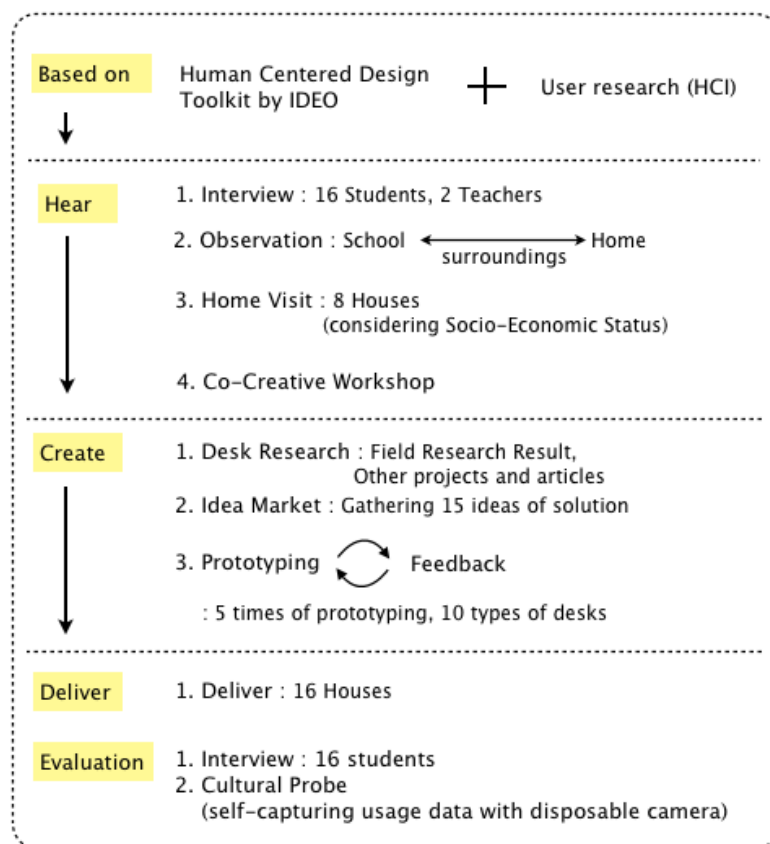 Based on
Human Centered Design
Toolkit by IDEO
User research (HCI)
Hear
1. Interview : 16 Students, 2 Teachers
2. Observation : School
Home
surroundings
3. Home Visit : 8 Houses
(considering Socio-Economic Status)
4. Co-Creative Workshop
Create
1. Desk Research : Field Research Result,
Other projects and articles
2. Idea Market : Gathering 15 ideas of solution
3. Prototyping
Feedback
: 5 times of prototyping, 10 types of desks
Deliver
1. Deliver : 16 Houses
Evaluation
1. Interview : 16 students
2. Cultural Probe
(self-capturing usage data with disposable camera)